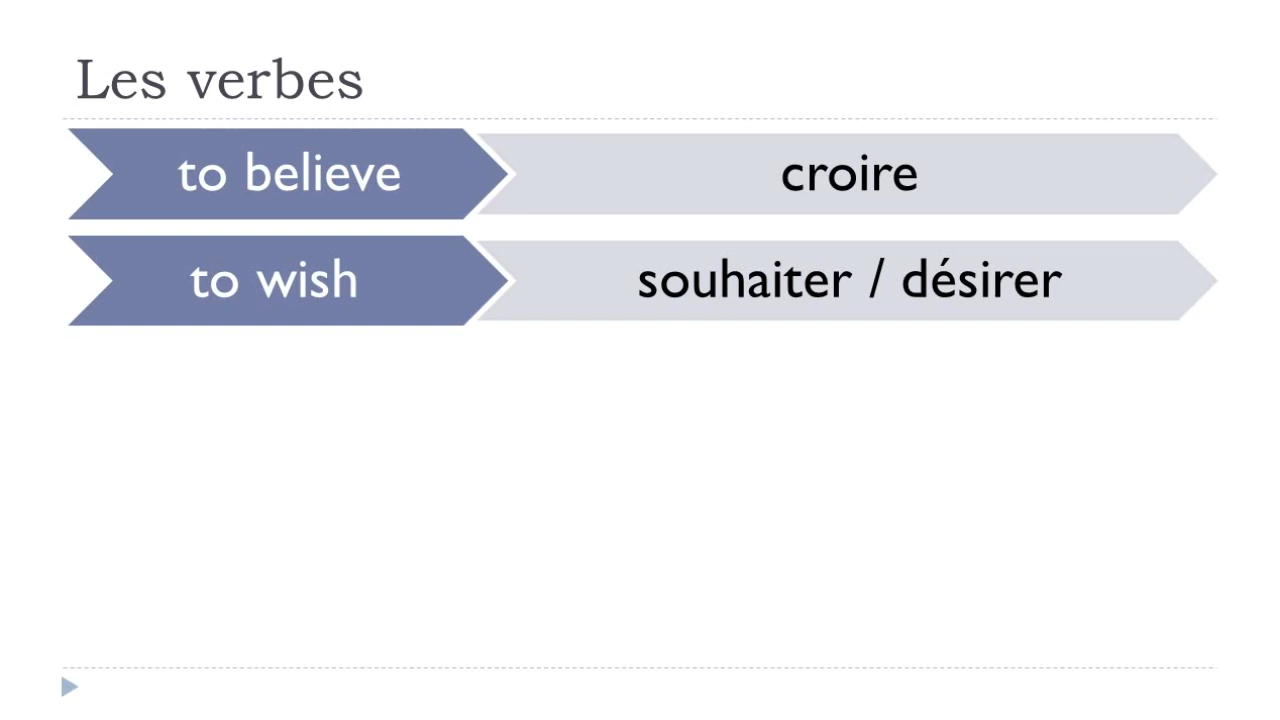 Les verbes
to believe
croire
to wish
souhaiter / désirer